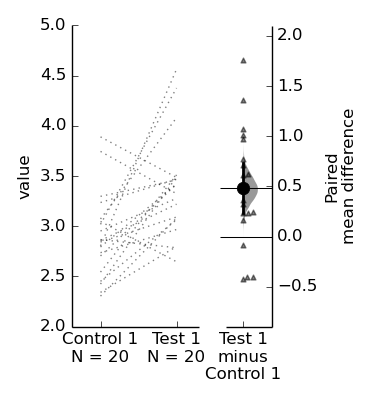 5.0
4.5
4.0
3.5
3.0
2.5
2.0
value
Control 1
N = 20
Test 1
N = 20
2.0
1.5
1.0
0.5
0.0
−0.5
Paired
mean difference
Test 1
minus
Control 1